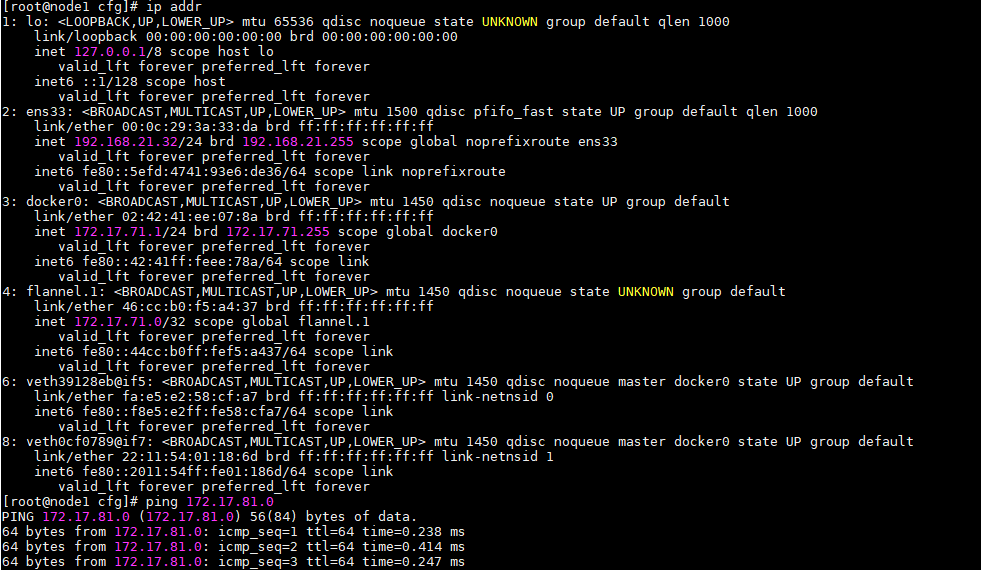 [root@node1 cfg]# ip addr
1: lo: <LOOPBACK,UP,LOWER_UP> mtu 65536 qdisc noqueue state UNKNOWN group default qlen 1000
    link/loopback 00:00:00:00:00:00 brd 00:00:00:00:00:00
    inet 127.0.0.1/8 scope host lo
       valid_lft forever preferred_lft forever
    inet6 ::1/128 scope host
       valid_lft forever preferred_lft forever
2: ens33: <BROADCAST,MULTICAST,UP,LOWER_UP> mtu 1500 qdisc pfifo_fast state UP group default qlen 1000
    link/ether 00:0c:29:3a:33:da brd ff:ff:ff:ff:ff:ff
    inet 192.168.21.32/24 brd 192.168.21.255 scope global noprefixroute ens33
       valid_lft forever preferred_lft forever
    inet6 fe80::5efd:4741:93e6:de36/64 scope link noprefixroute
       valid_lft forever preferred_lft forever
3: docker0: <BROADCAST,MULTICAST,UP,LOWER_UP> mtu 1450 qdisc noqueue state UP group default
    link/ether 02:42:41:ee:07:8a brd ff:ff:ff:ff:ff:ff
    inet 172.17.71.1/24 brd 172.17.71.255 scope global docker0
       valid_lft forever preferred_lft forever
    inet6 fe80::42:41ff:feee:78a/64 scope link
       valid_lft forever preferred_lft forever
4: flannel.1: <BROADCAST,MULTICAST,UP,LOWER_UP> mtu 1450 qdisc noqueue state UNKNOWN group default
    link/ether 46:cc:b0:f5:a4:37 brd ff:ff:ff:ff:ff:ff
    inet 172.17.71.0/32 scope global flannel.1
       valid_lft forever preferred_lft forever
    inet6 fe80::44cc:b0ff:fef5:a437/64 scope link
       valid_lft forever preferred_lft forever
6: veth39128eb@if5: <BROADCAST,MULTICAST,UP,LOWER_UP> mtu 1450 qdisc noqueue master docker0 state UP group default
    link/ether fa:e5:e2:58:cf:a7 brd ff:ff:ff:ff:ff:ff link-netnsid 0
    inet6 fe80::f8e5:e2ff:fe58:cfa7/64 scope link
       valid_lft forever preferred_lft forever
8: veth0cf0789@if7: <BROADCAST,MULTICAST,UP,LOWER_UP> mtu 1450 qdisc noqueue master docker0 state UP group default
    link/ether 22:11:54:01:18:6d brd ff:ff:ff:ff:ff:ff link-netnsid 1
    inet6 fe80::2011:54ff:fe01:186d/64 scope link
       valid_lft forever preferred_lft forever
[root@node1 cfg]# ping 172.17.81.0
PING 172.17.81.0 (172.17.81.0) 56(84) bytes of data.
64 bytes from 172.17.81.0: icmp_seq=1 ttl=64 time=0.238 ms
64 bytes from 172.17.81.0: icmp_seq=2 ttl=64 time=0.414 ms
64 bytes from 172.17.81.0: icmp_seq=3 ttl=64 time=0.247 ms